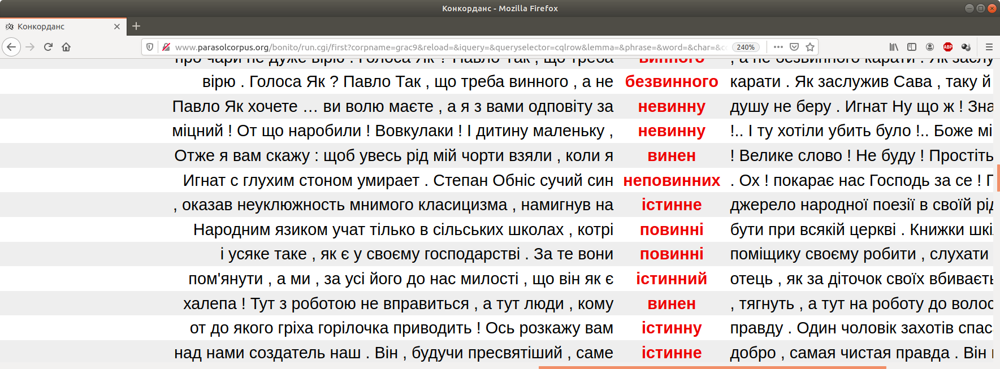 Конкорданс - Mozilla Firefox
Конкорданс
www.parasolcorpus.org/bonito/run.cgi/first?corpname=grac9&reload=&iquery=&queryselector=cqlrow&lemma=&phrase=&word=&char=& 240% ABP
про чари не дуже вірю . Голоса Як ? Павло Так , що треба винного , а не безвинного карати . Як
вірю . Голоса Як ? Павло Так , що треба винного , а не безвинного карати . Як заслужив Сава , таку й
Павло Як хочете … ви волю маєте , а я з вами одповіту за невинну душу не беру . Игнат Ну що ж !
міцний ! От що наробили ! Вовкулаки ! І дитину маленьку , невинну !.. І ту хотіли убить було !.. Боже
Отже я вам скажу : щоб увесь рід мій чорти взяли , коли я винен ! Велике слово ! Не буду ! Простіть
Игнат с глухим стоном умирает . Степан Обніс сучий син неповинних . Ох ! покарає нас Господь за се !
, оказав неуклюжность мнимого класицизма , намигнув на істинне джерело народної поезії в своїй
Народним язиком учат тілько в сільських школах , котрі повинні бути при всякій церкві . Книжки
і усяке таке , як є у своєму господарстві . За те вони повинні поміщику своєму робити , слухати
пом'янути , а ми , за усі його до нас милості , що він як є істинний отець , як за діточок своїх
халепа ! Тут з роботою не вправиться , а тут люди , кому винен , тягнуть , а тут на роботу до
от до якого гріха горілочка приводить ! Ось розкажу вам істинну правду . Один чоловік захотів
над нами создатель наш . Він , будучи пресвятіший , саме істинне добро , самая чистая правда . Він